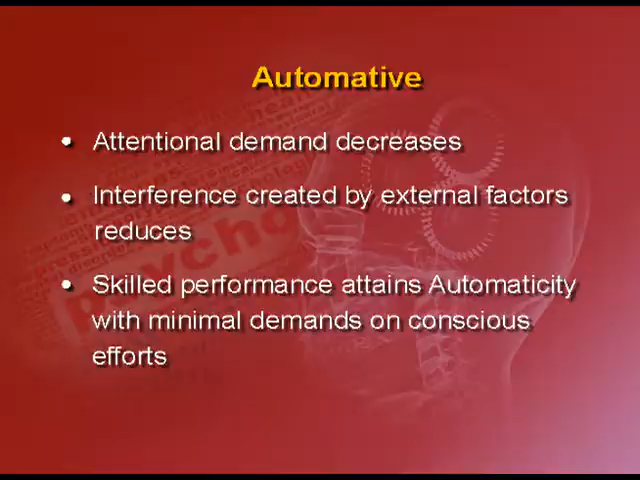 Automative
• Attentional demand decreases
• Interference created by external factors
reduces
• Skilled performance attains Automaticity
with minimal demands on conscious
efforts
psycho